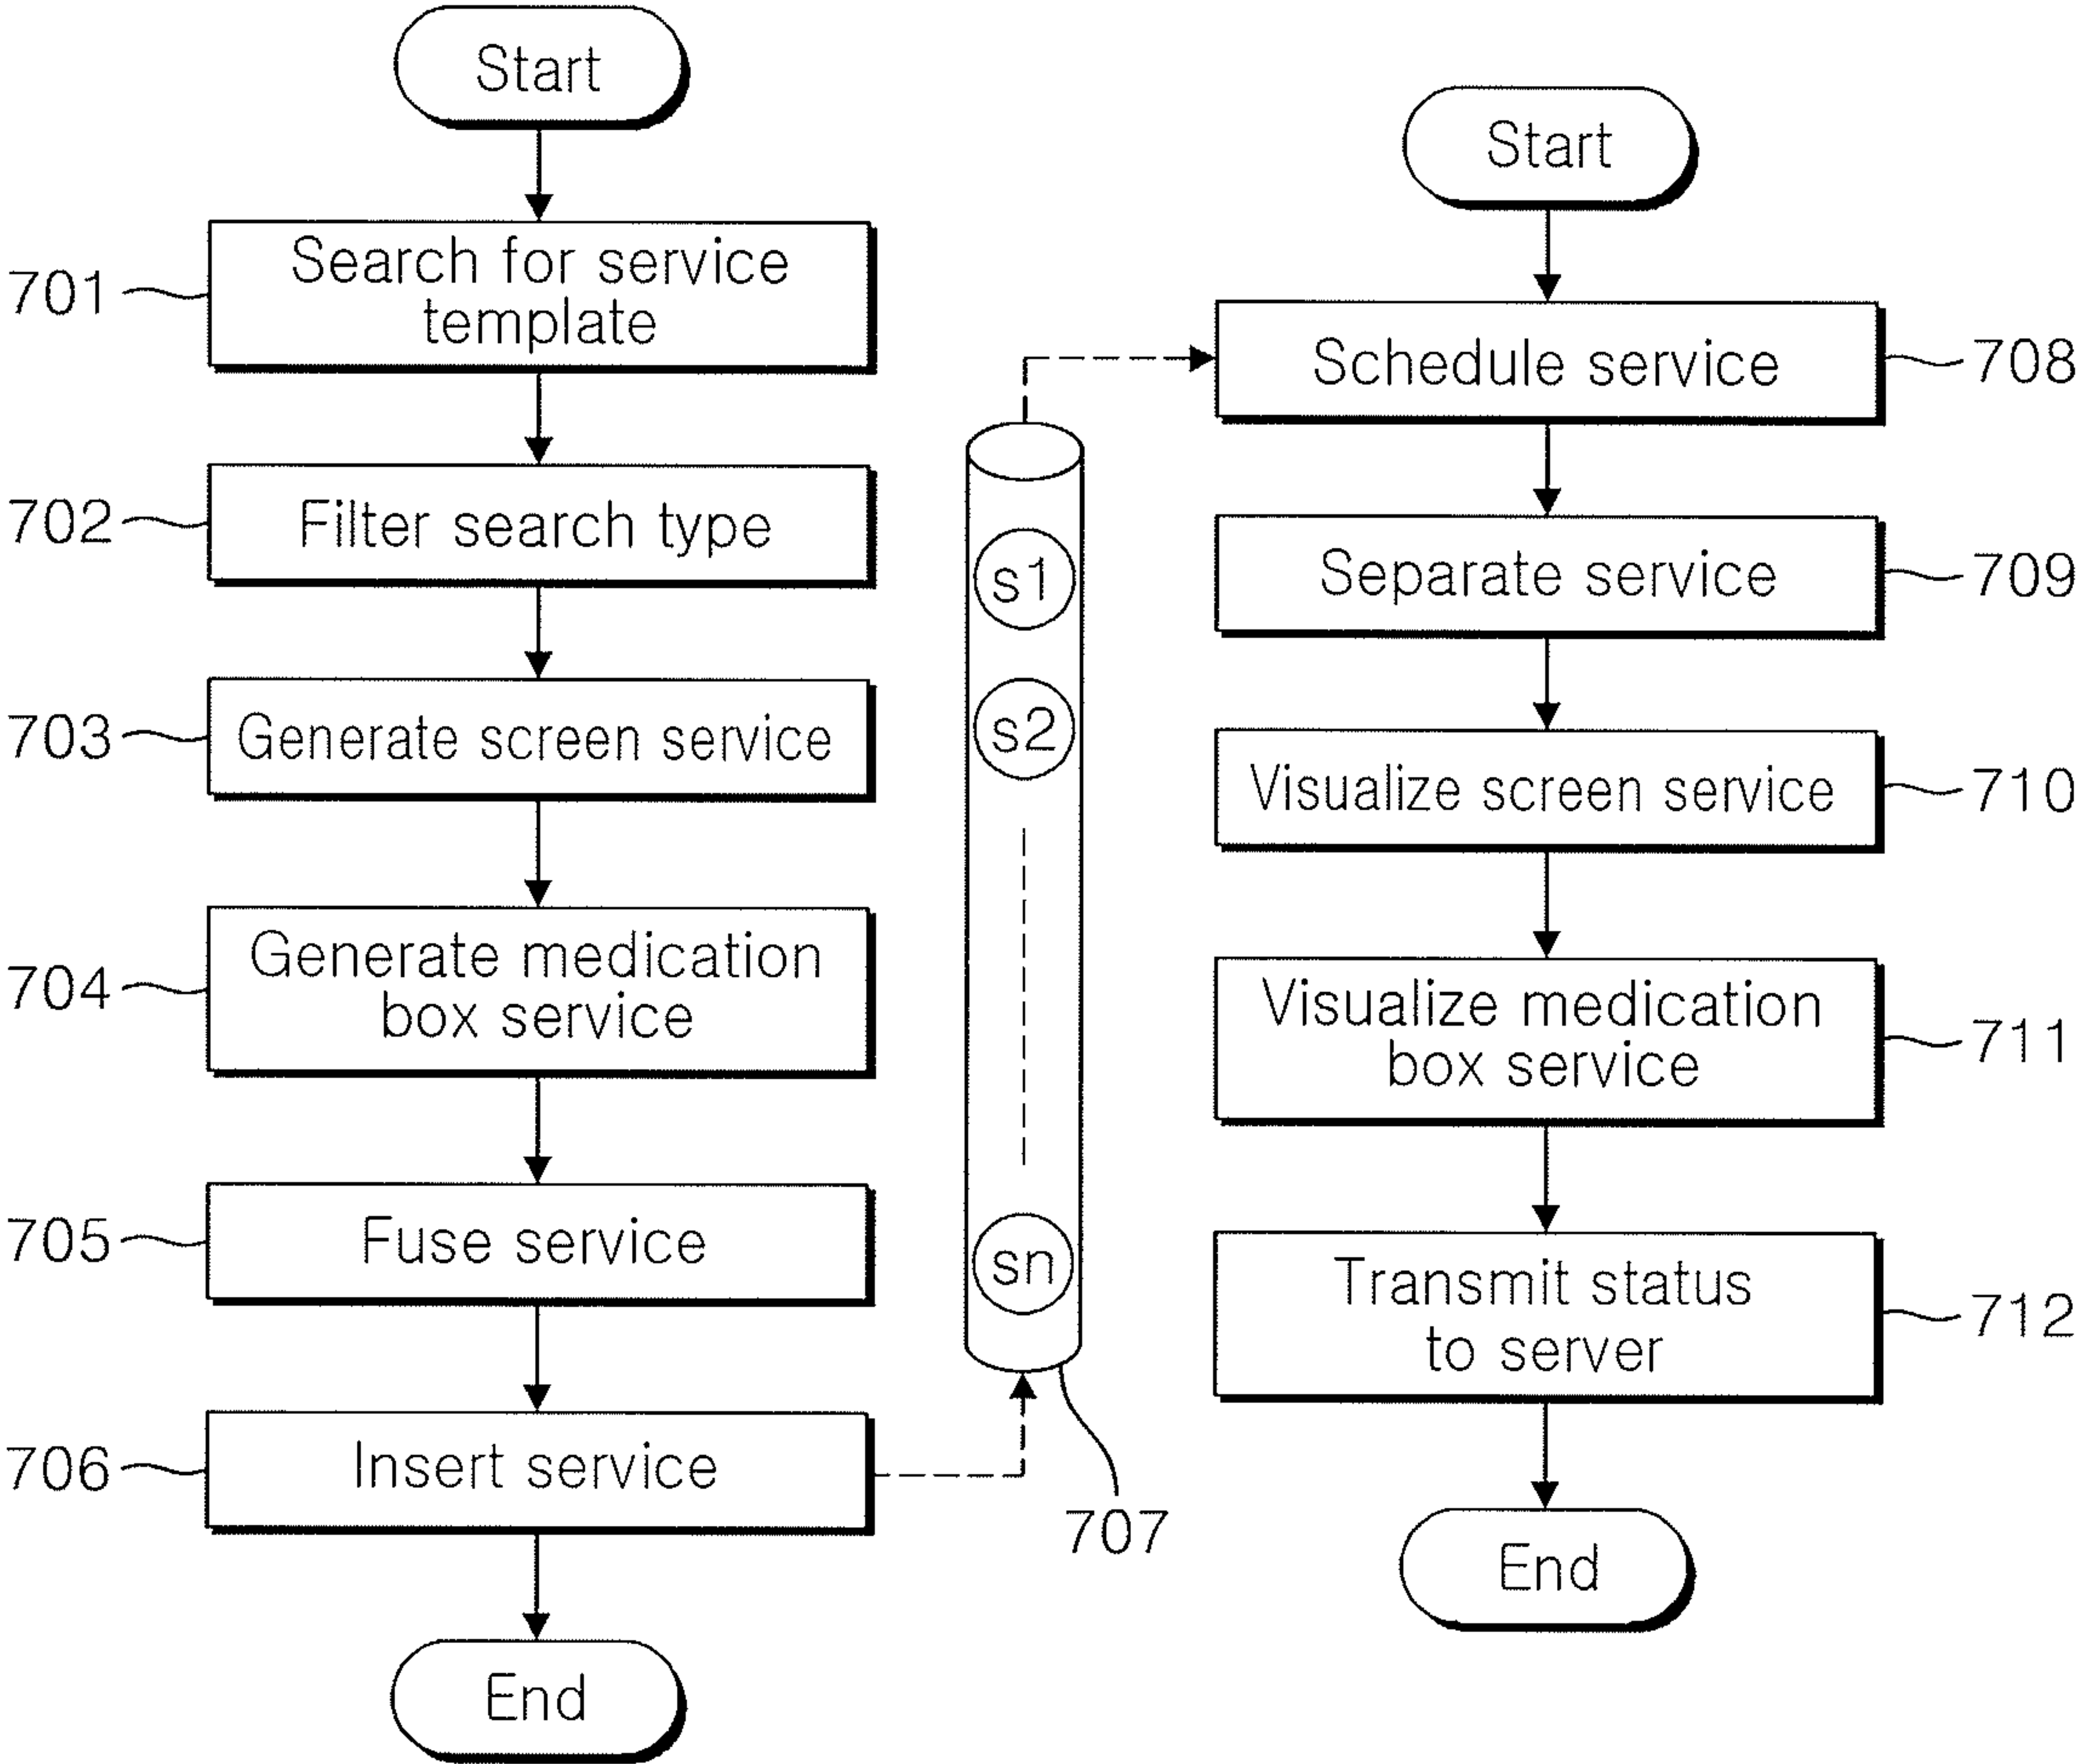 Start
701
Search for service
template
702
Filter search type
703
Generate screen service
704
Generate medication
box service
705
Fuse service
706
Insert service
End
s1
s2
sn
707
Start
Schedule service
708
Separate service
709
Visualize screen service
710
Visualize medication
box service
711
Transmit status
to server
712
End